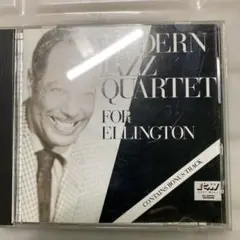 MODERN
JAZZ
QUARTET
FOR
ELLINGTON
CONTAINS BONUS TRACK